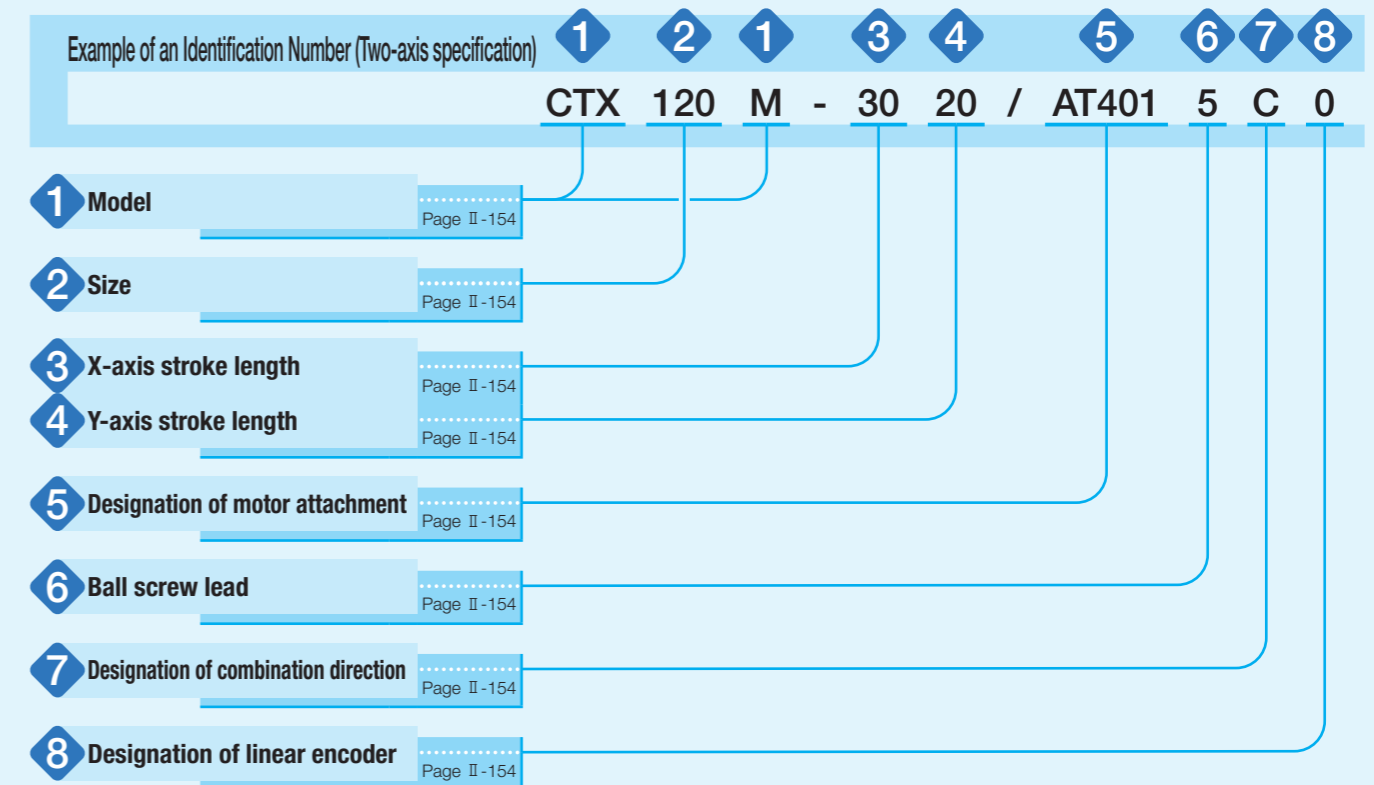 Example of an Identification Number (Two-axis specification) 1 2 1 3 4 5 6 7 8
CTX 120 M - 30 20 / AT401 5 C 0
1 Model
Page Ⅱ-154
2 Size
Page Ⅱ-154
3 X-axis stroke length
Page Ⅱ-154
4 Y-axis stroke length
Page Ⅱ-154
5 Designation of motor attachment
Page Ⅱ-154
6 Ball screw lead
Page Ⅱ-154
7 Designation of combination direction
Page Ⅱ-154
8 Designation of linear encoder
Page Ⅱ-154